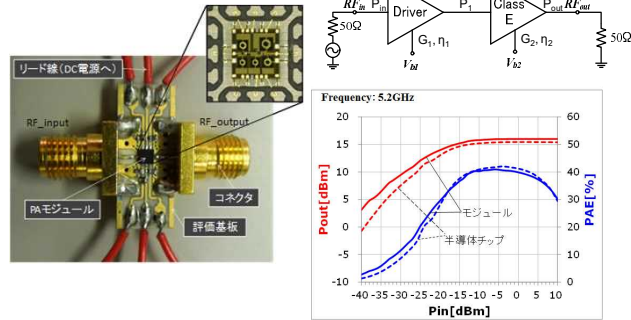 リード線(DC電源へ)
RF_input
RF_output
PAモジュール
コネクタ
評価基板
RFin Pin Driver P1 Class E Pout RFout
50Ω
50Ω
G1, η1
G2, η2
Vb1
Vb2
Frequency: 5.2GHz
Pout[dBm]
20
15
10
5
0
-5
-10
PAE[%]
60
50
40
30
20
10
0
モジュール
半導体チップ
-40 -35 -30 -25 -20 -15 -10 -5 0 5 10
Pin[dBm]